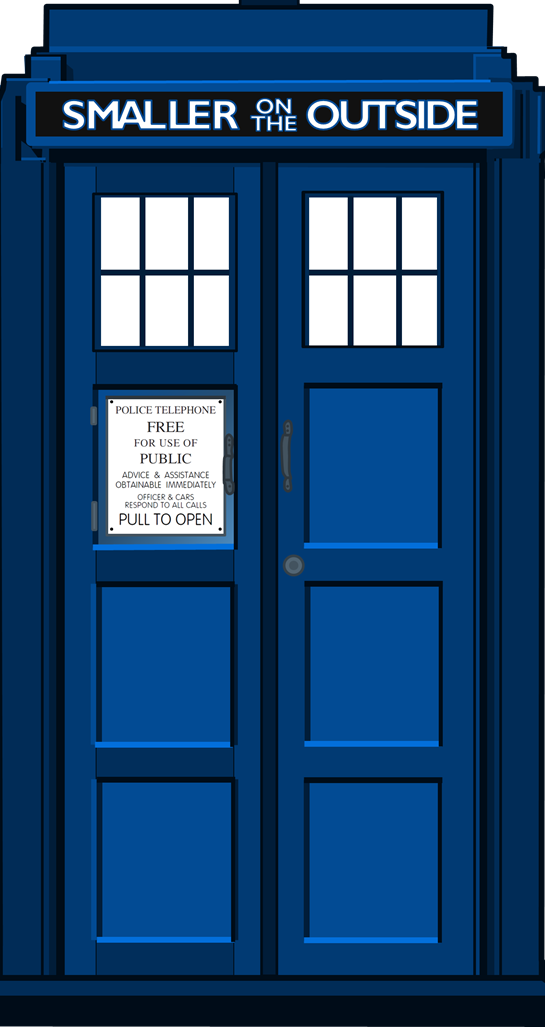 SMALLER ON THE OUTSIDE
POLICE TELEPHONE
FREE
FOR USE OF
PUBLIC
ADVICE & ASSISTANCE
OBTAINABLE IMMEDIATELY
OFFICER & CARS
RESPOND TO ALL CALLS
PULL TO OPEN